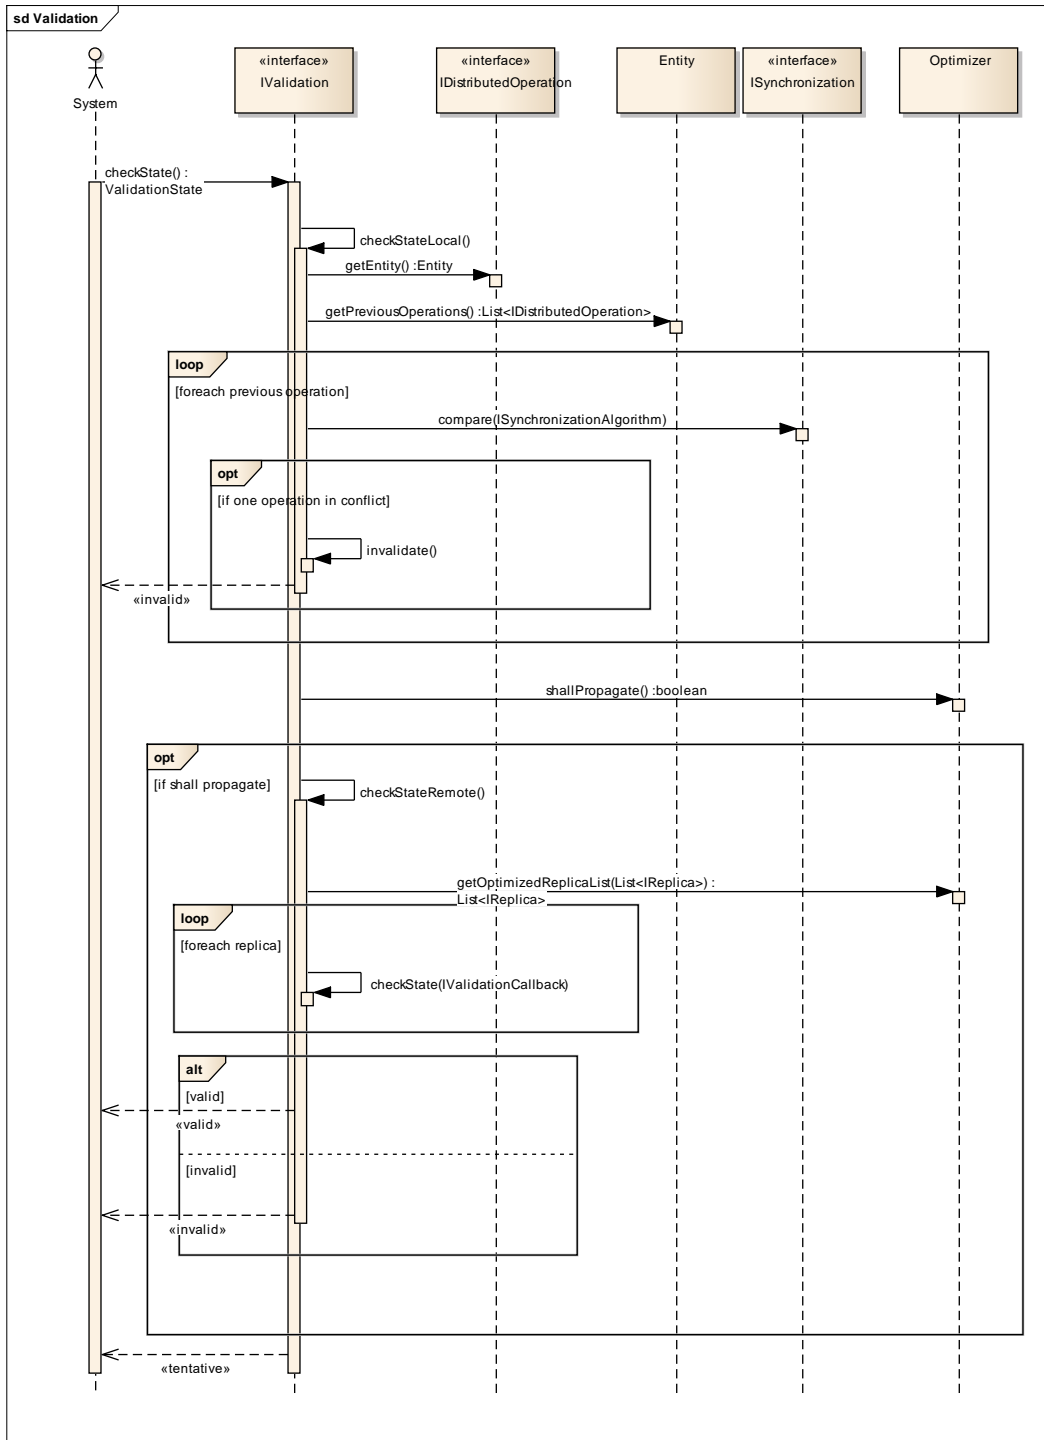 sd Validation
System
«interface»
IValidation
«interface»
IDistributedOperation
Entity
«interface»
ISynchronization
Optimizer
checkState() :
ValidationState
checkStateLocal()
getEntity() :Entity
getPreviousOperations() :List<IDistributedOperation>
loop
[foreach previous operation]
compare(ISynchronizationAlgorithm)
opt
[if one operation in conflict]
invalidate()
«invalid»
shallPropagate() :boolean
opt
[if shall propagate]
checkStateRemote()
getOptimizedReplicaList(List<IReplica>) :
List<IReplica>
loop
[foreach replica]
checkState(IValidationCallback)
alt
[valid]
«valid»
[invalid]
«invalid»
«tentative»